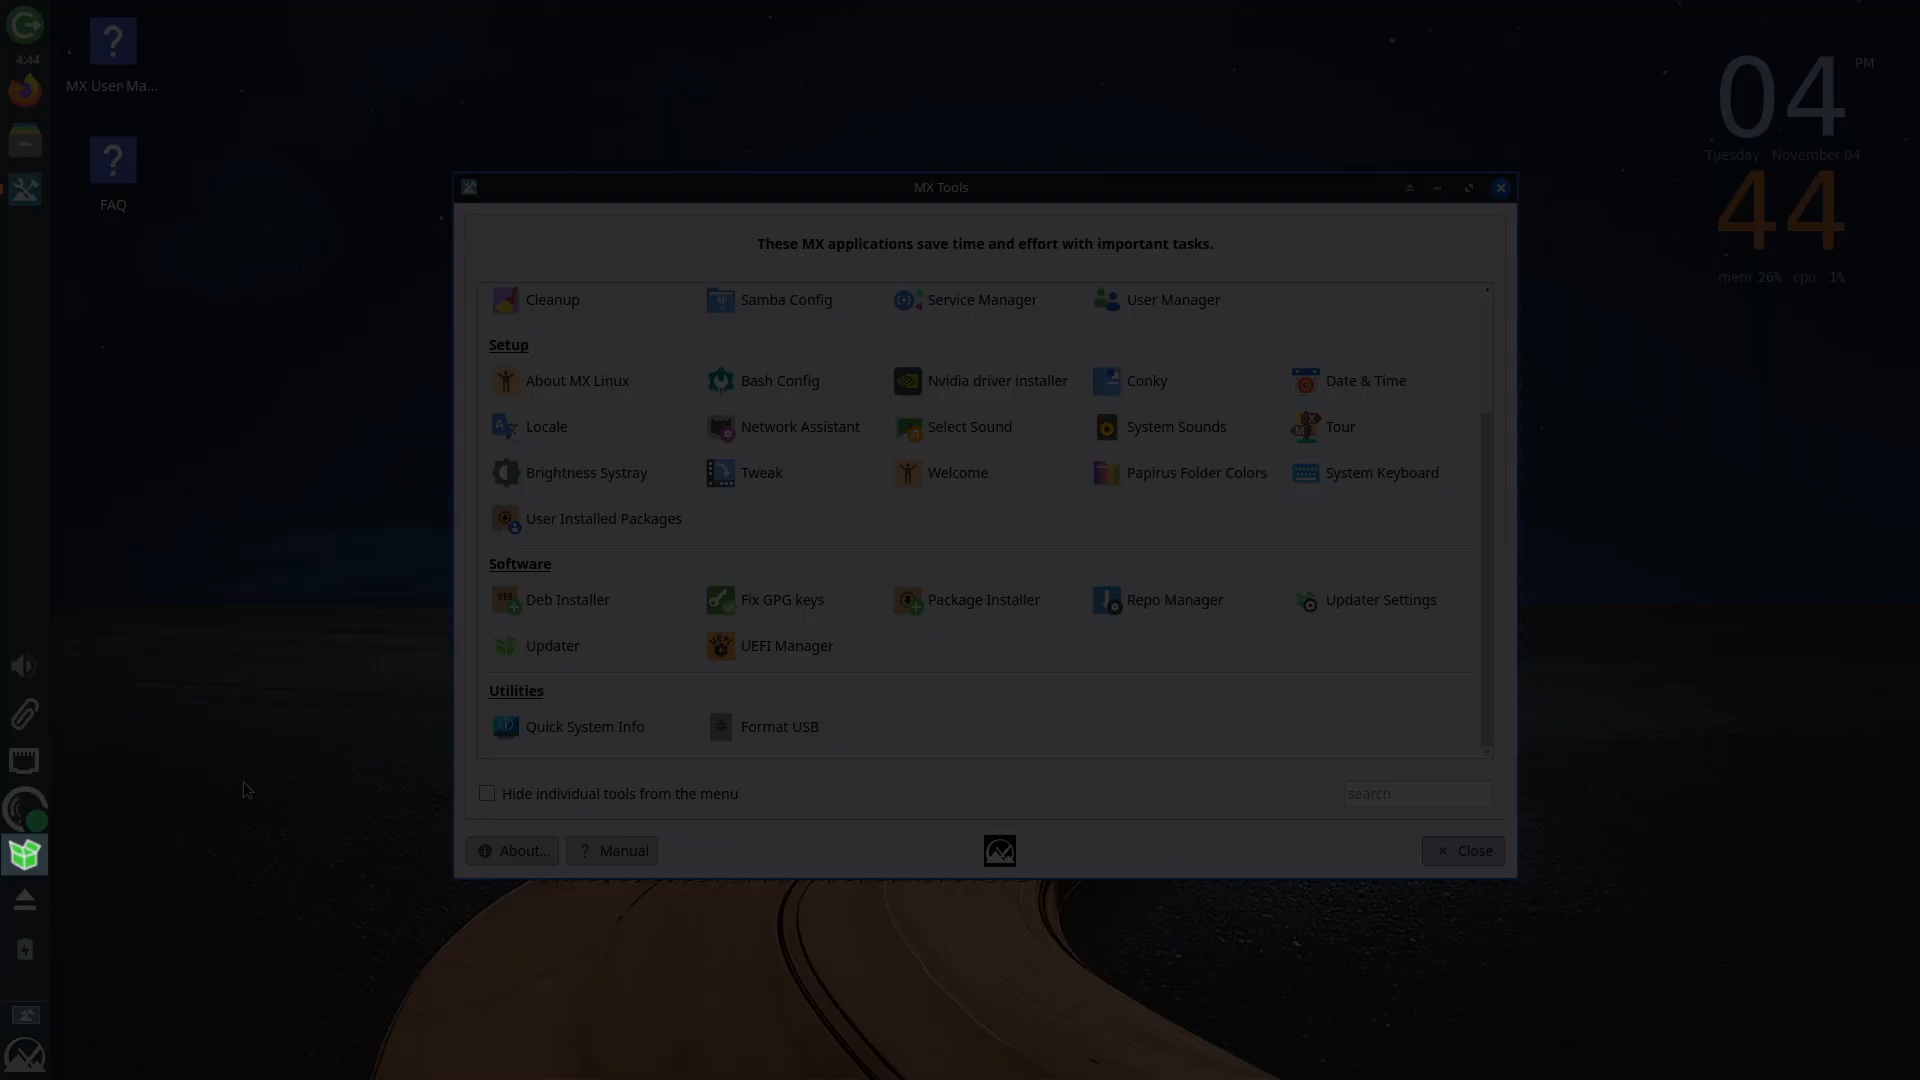 4:44
MX User Ma...
FAQ
04 PM
Tuesday November 04
44
mem 26% cpu 1%
MX Tools
These MX applications save time and effort with important tasks.
Cleanup Samba Config Service Manager User Manager
Setup
About MX Linux Bash Config Nvidia driver installer Conky Date & Time
Locale Network Assistant Select Sound System Sounds Tour
Brightness Systray Tweak Welcome Papirus Folder Colors System Keyboard
User Installed Packages
Software
Deb Installer Fix GPG keys Package Installer Repo Manager Updater Settings
Updater UEFI Manager
Utilities
Quick System Info Format USB
Hide individual tools from the menu search
About... ? Manual Close